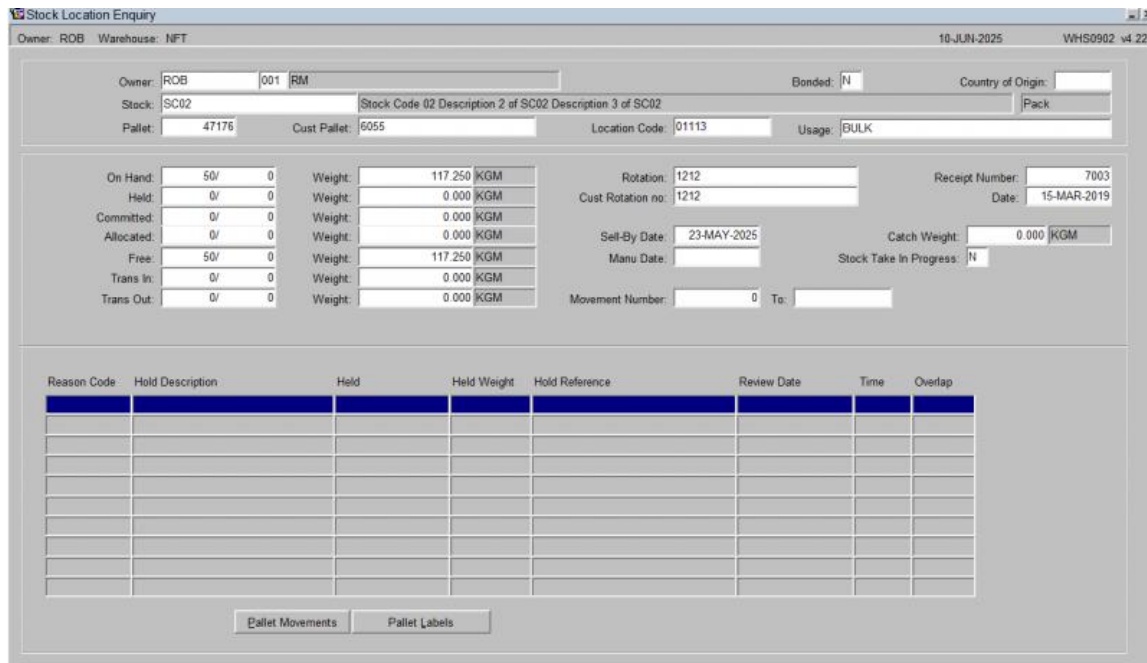 Stock Location Enquiry
Owner: ROB Warehouse: NFT 10-JUN-2025 WHS0902 v4.22
Owner: ROB 001 RM Bonded: N Country of Origin:
Stock: SC02 Stock Code 02 Description 2 of SC02 Description 3 of SC02 Pack
Pallet: 47176 Cust Pallet: 6055 Location Code: 01113 Usage: BULK
On Hand: 50/ 0 Weight: 117.250 KGM Rotation: 1212 Receipt Number: 7003
Held: 0/ 0 Weight: 0.000 KGM Cust Rotation no: 1212 Date: 15-MAR-2019
Committed: 0/ 0 Weight: 0.000 KGM
Allocated: 0/ 0 Weight: 0.000 KGM Sell-By Date: 23-MAY-2025 Catch Weight: 0.000 KGM
Free: 50/ 0 Weight: 117.250 KGM Manu Date: Stock Take In Progress: N
Trans In: 0/ 0 Weight: 0.000 KGM
Trans Out: 0/ 0 Weight: 0.000 KGM Movement Number: 0 To:
Reason Code Hold Description Held Held Weight Hold Reference Review Date Time Overlap
Pallet Movements Pallet Labels